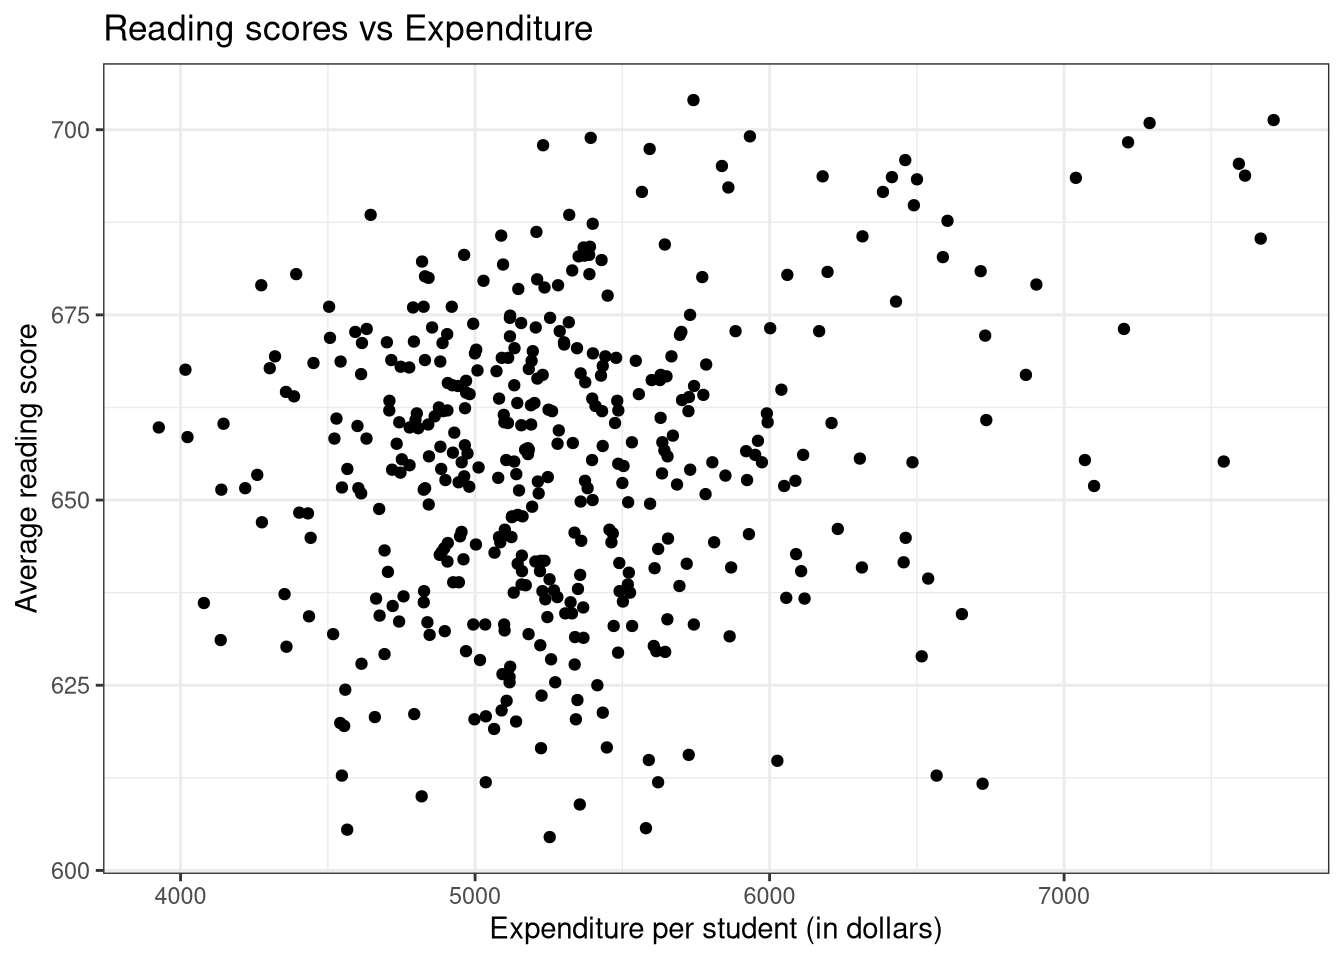 Reading scores vs Expenditure
Average reading score
700
675
650
625
600
4000 5000 6000 7000
Expenditure per student (in dollars)